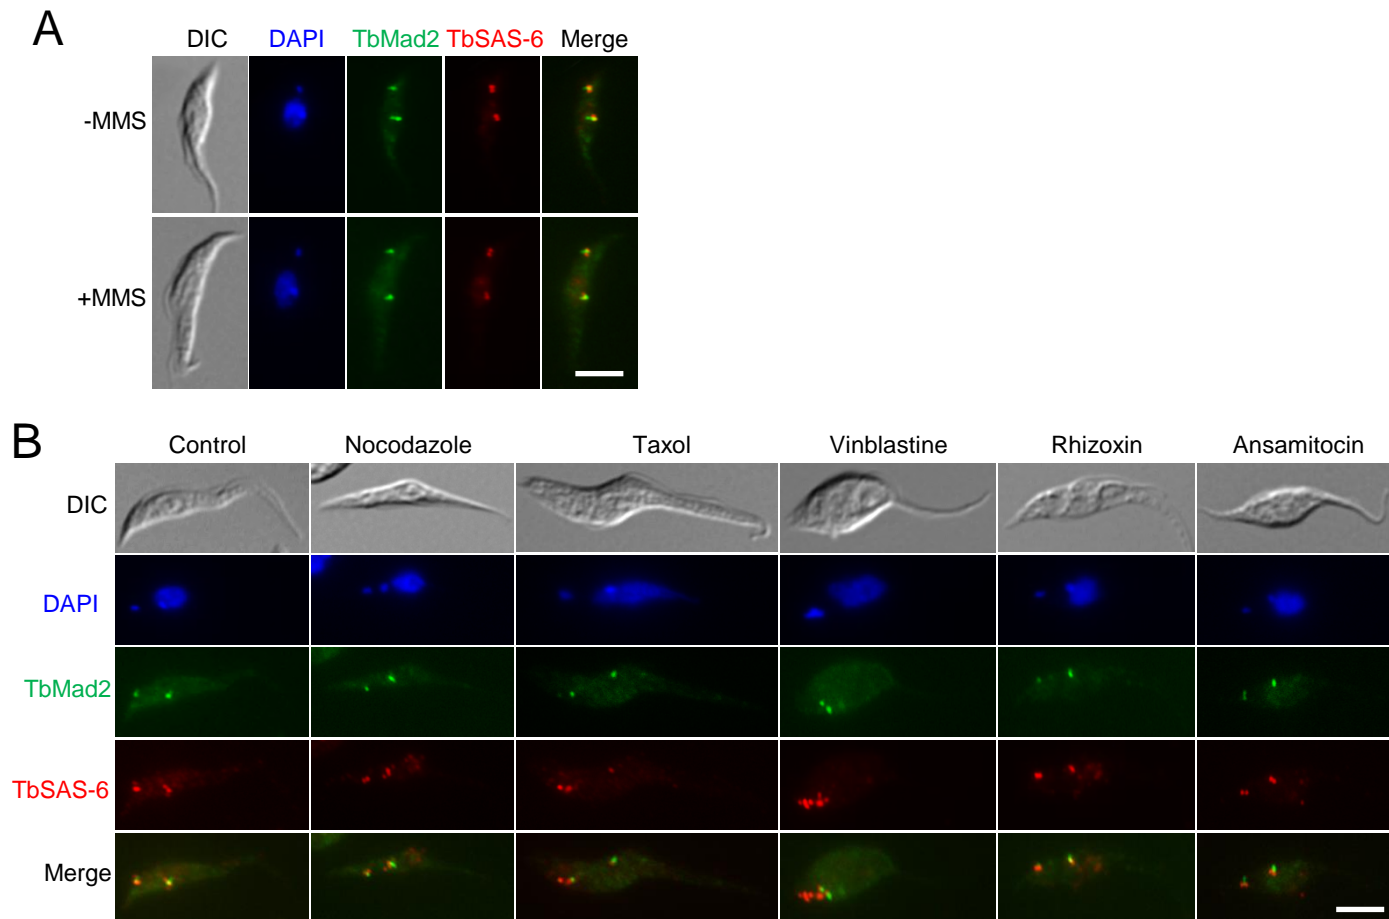 A
DIC DAPI TbMad2 TbSAS-6 Merge
-MMS
+MMS
B
Control Nocodazole Taxol Vinblastine Rhizoxin Ansamitocin
DIC
DAPI
TbMad2
TbSAS-6
Merge